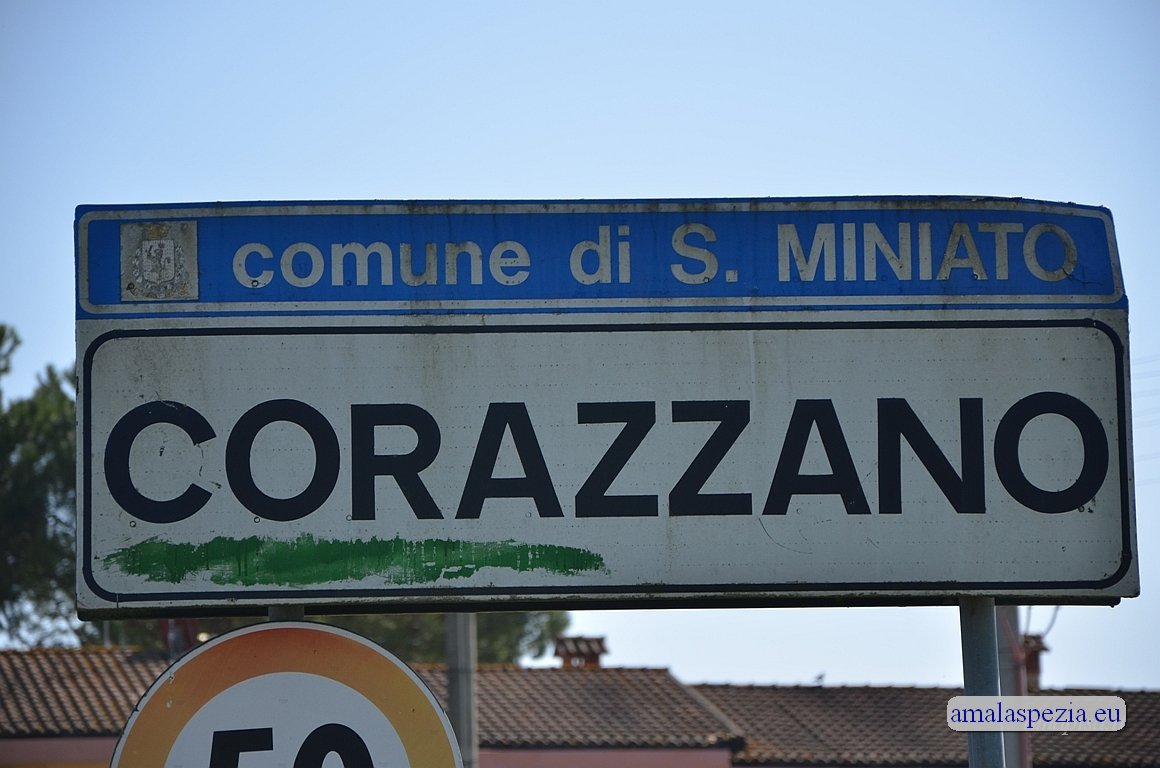 comune di S. MINIATO
CORAZZANO
50
amalaspezia.eu